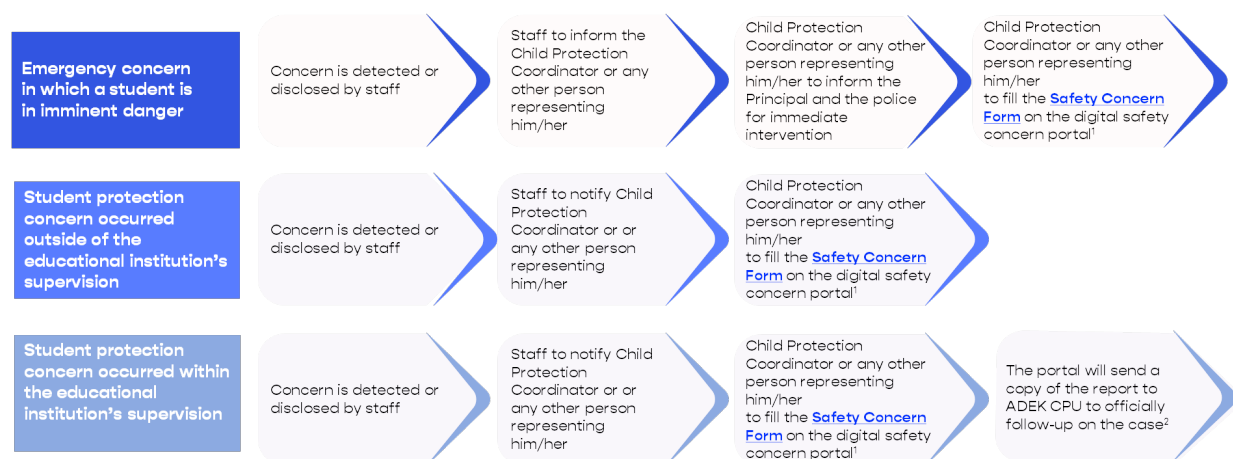 Emergency concern
in which a student is
in imminent danger
Concern is detected or
disclosed by staff
Staff to inform the
Child Protection
Coordinator or any
other person
representing
him/her
Child Protection
Coordinator or any other
person representing
him/her to inform the
Principal and the police
for immediate
intervention
Child Protection
Coordinator or any other
person representing
him/her
to fill the Safety Concern
Form on the digital safety
concern portal¹
Student protection
concern occurred
outside of the
educational institution's
supervision
Concern is detected or
disclosed by staff
Staff to notify Child
Protection
Coordinator or or
any other person
representing
him/her
Child Protection
Coordinator or any other
person representing
him/her
to fill the Safety Concern
Form on the digital safety
concern portal¹
Student protection
concern occurred within
the educational
institution's supervision
Concern is detected or
disclosed by staff
Staff to notify Child
Protection
Coordinator or or
any other person
representing
him/her
Child Protection
Coordinator or any other
person representing
him/her
to fill the Safety Concern
Form on the digital safety
concern portal¹
The portal will send a
copy of the report to
ADEK CPU to officially
follow-up on the case²